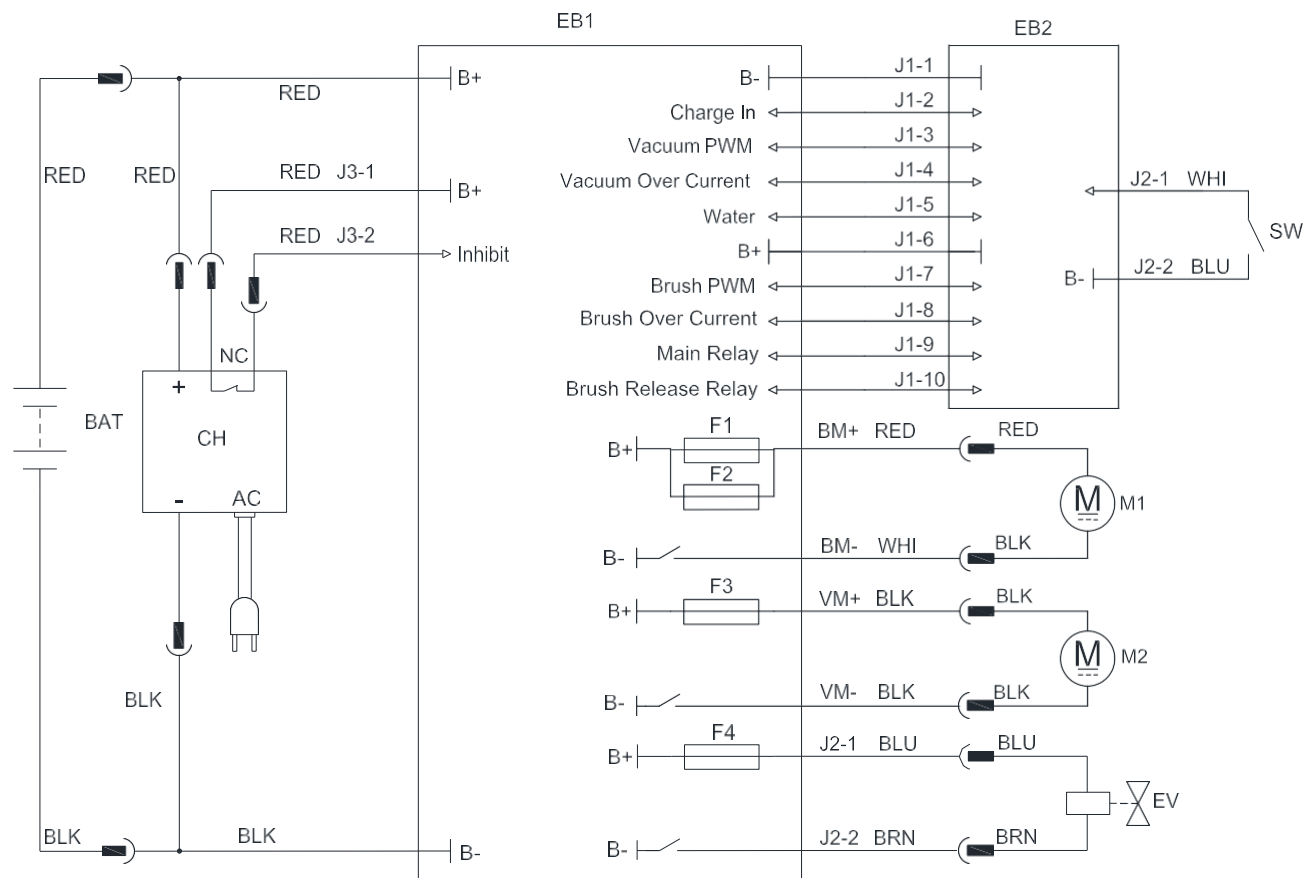 EB1
EB2
B+
RED
B-
J1-1
Charge In
J1-2
Vacuum PWM
J1-3
RED
RED
RED J3-1
B+
Vacuum Over Current
J1-4
J2-1 WHI
Water
J1-5
SW
RED J3-2
Inhibit
B+
J1-6
J2-2 BLU
B-
Brush PWM
J1-7
Brush Over Current
J1-8
Main Relay
J1-9
NC
Brush Release Relay
J1-10
+
BAT
CH
-
AC
F1
B+
BM+ RED
RED
F2
M
M1
B-
BM- WHI
BLK
F3
B+
VM+ BLK
BLK
M
M2
BLK
B-
VM- BLK
BLK
F4
B+
J2-1 BLU
BLU
EV
BLK
BLK
B-
B-
J2-2 BRN
BRN